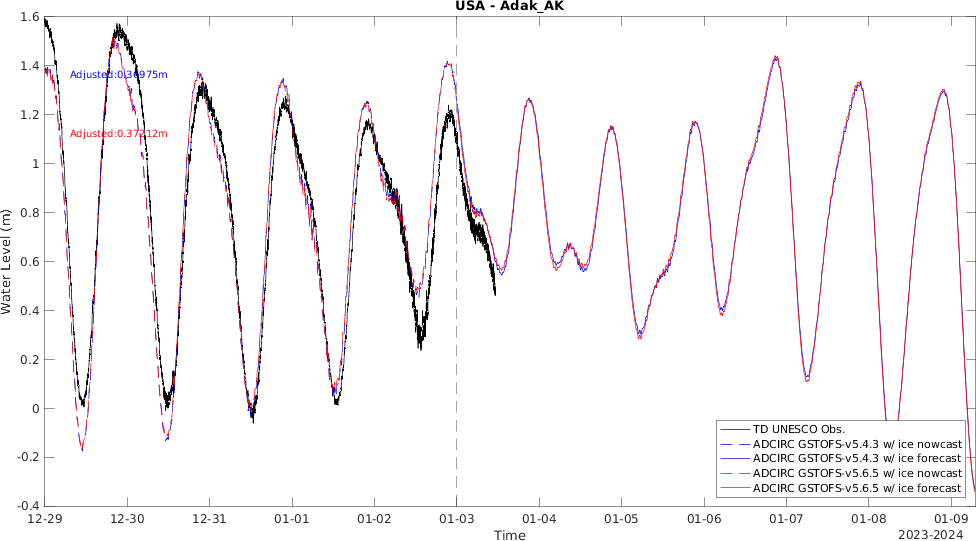 USA - Adak_AK
1.6
1.4
1.2
1
0.8
0.6
0.4
0.2
0
-0.2
-0.4
Water Level (m)
Adjusted:0.36975m
Adjusted:0.37212m
TD UNESCO Obs.
ADCIRC GSTOFS-v5.4.3 w/ ice nowcast
ADCIRC GSTOFS-v5.4.3 w/ ice forecast
ADCIRC GSTOFS-v5.6.5 w/ ice nowcast
ADCIRC GSTOFS-v5.6.5 w/ ice forecast
12-29 12-30 12-31 01-01 01-02 01-03 01-04 01-05 01-06 01-07 01-08 01-09
Time
2023-2024